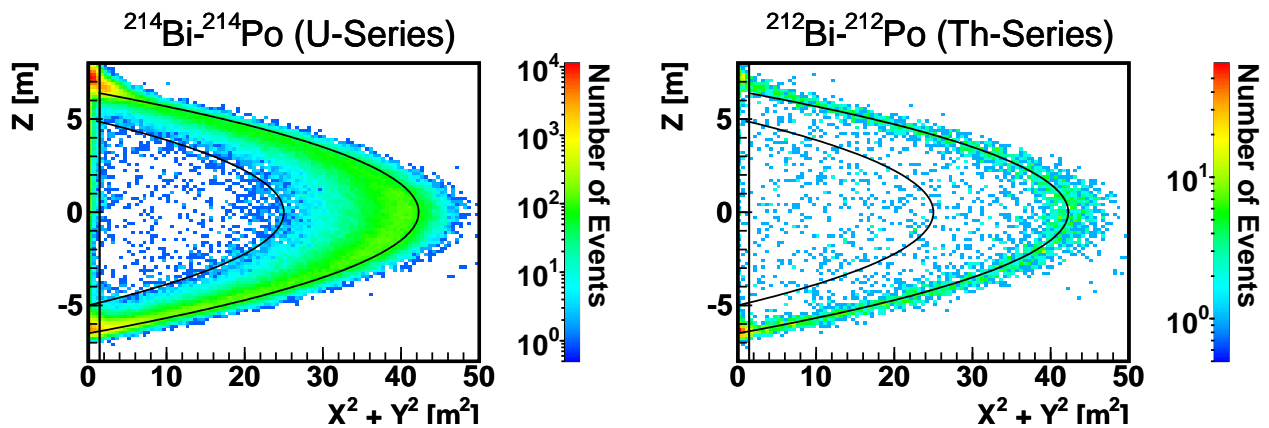 ²¹⁴Bi-²¹⁴Po (U-Series)
Z [m]
5
0
-5
0 10 20 30 40 50
X² + Y² [m²]
10⁴
10³
10²
10¹
10⁰
Number of Events
²¹²Bi-²¹²Po (Th-Series)
Z [u]
5
0
-5
0 10 20 30 40 50
X² + Y² [m²]
10¹
10⁰
Number of Events